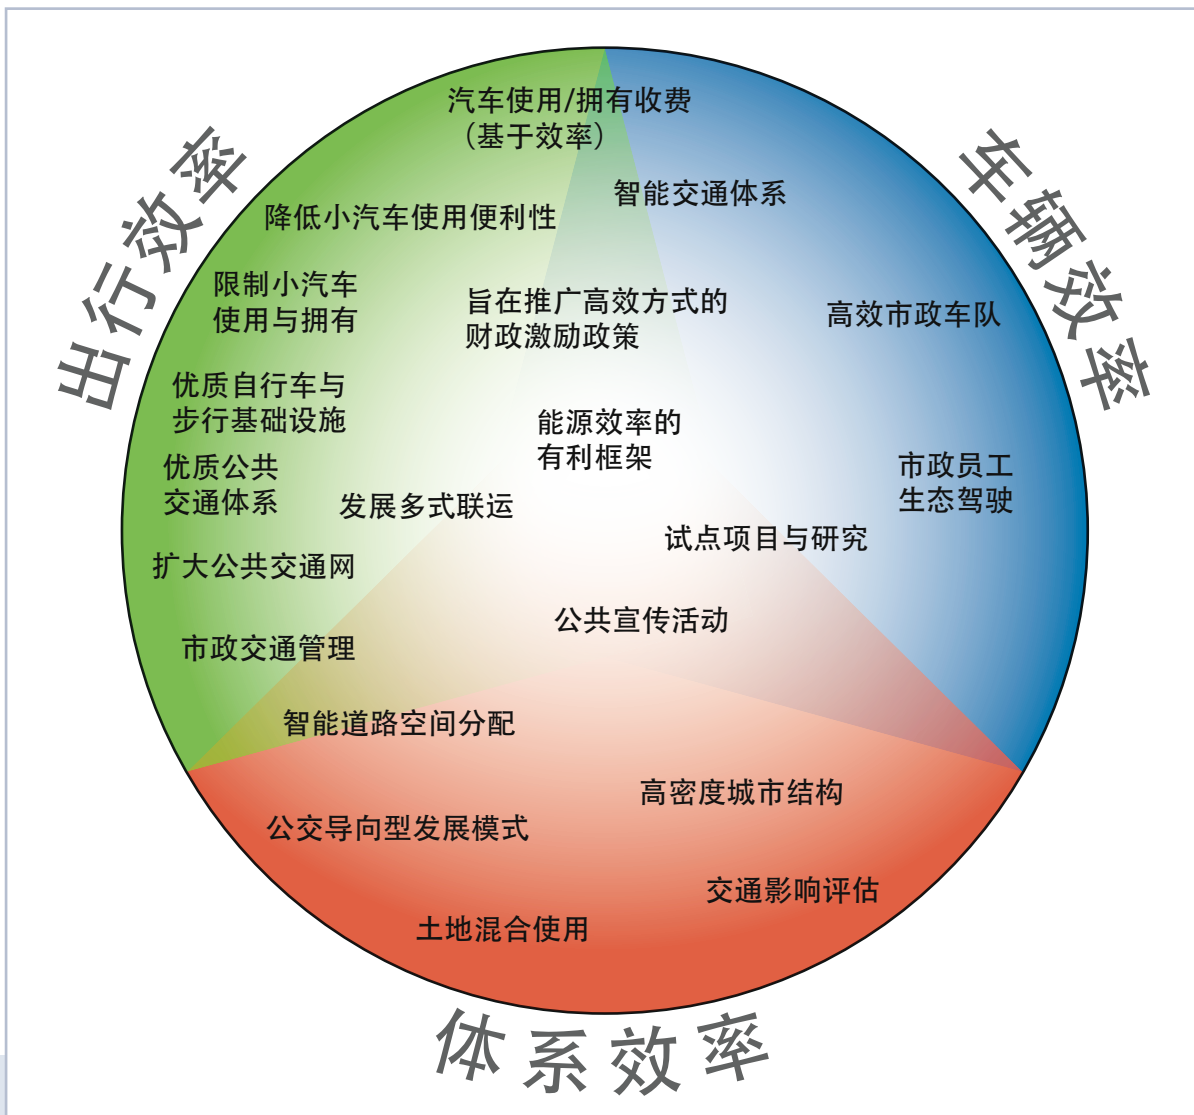 出行效率
车辆效率
汽车使用/拥有收费
（基于效率）
智能交通体系
降低小汽车使用便利性
限制小汽车
使用与拥有
旨在推广高效方式的
财政激励政策
高效市政车队
优质自行车与
步行基础设施
能源效率的
有利框架
优质公共
交通体系
市政员工
生态驾驶
发展多式联运
试点项目与研究
扩大公共交通网
公共宣传活动
市政交通管理
智能道路空间分配
高密度城市结构
公交导向型发展模式
交通影响评估
土地混合使用
体系效率